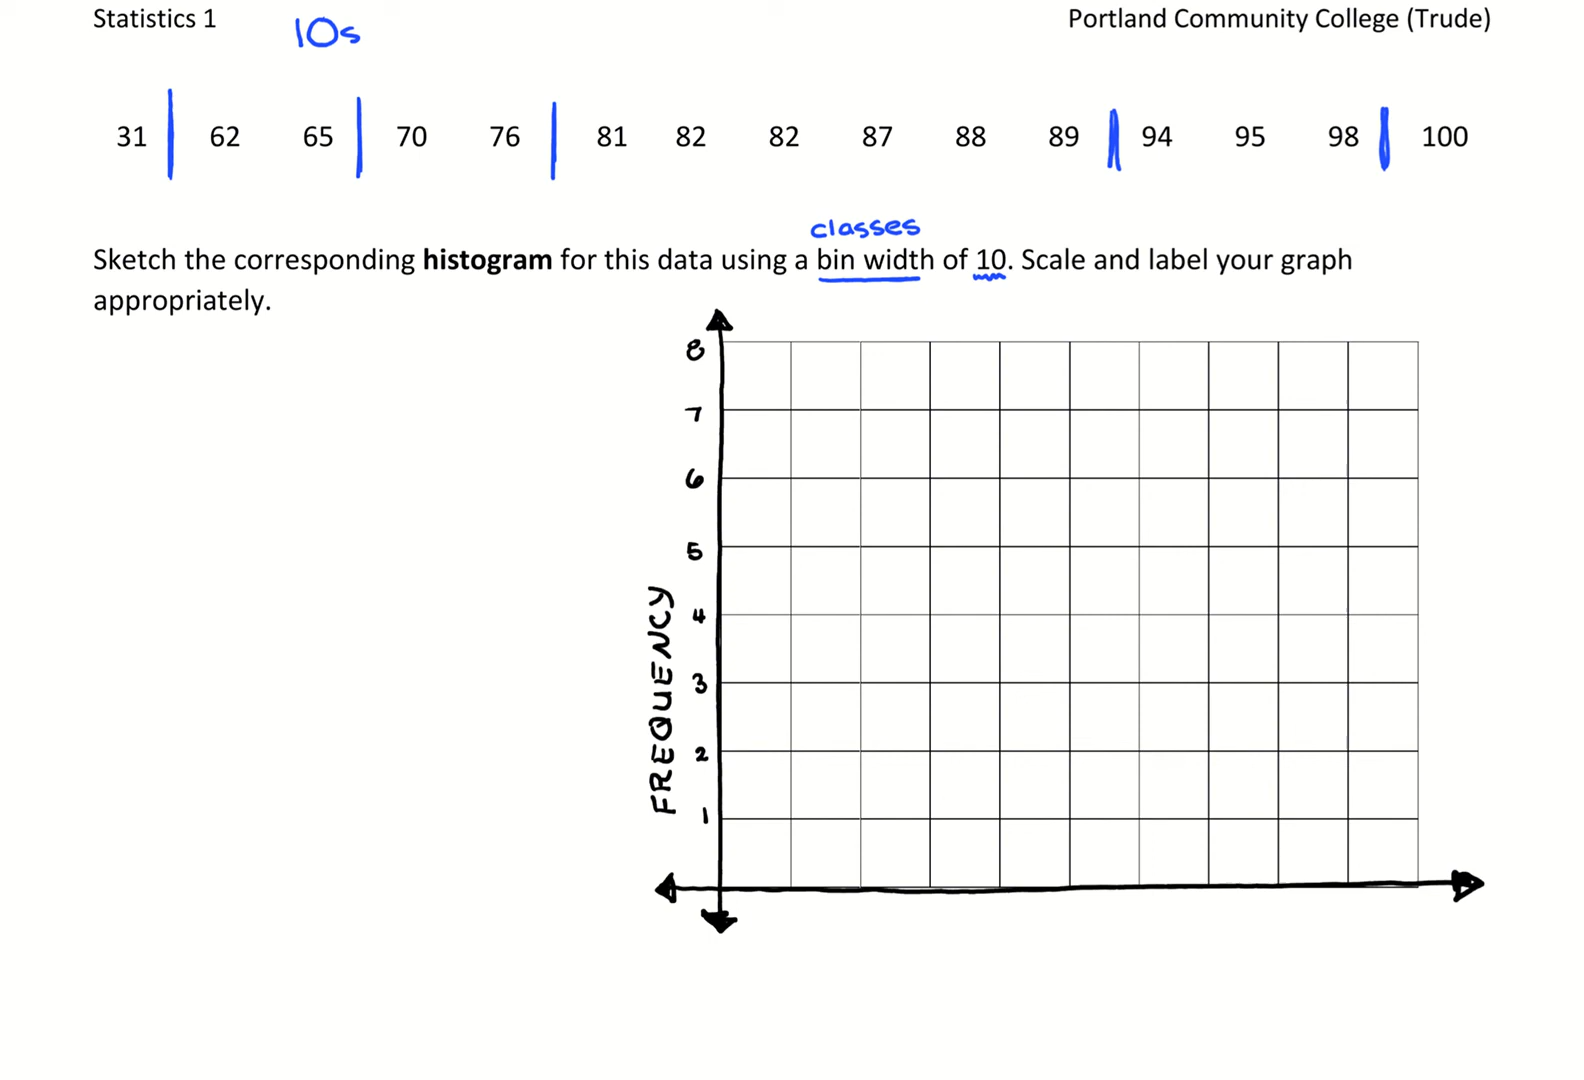 Statistics 1 10s Portland Community College (Trude)
31 62 65 70 76 81 82 82 87 88 89 94 95 98 100
classes
Sketch the corresponding histogram for this data using a bin width of 10. Scale and label your graph
appropriately.
8
7
6
5
4
3
2
1
FREQUENCY